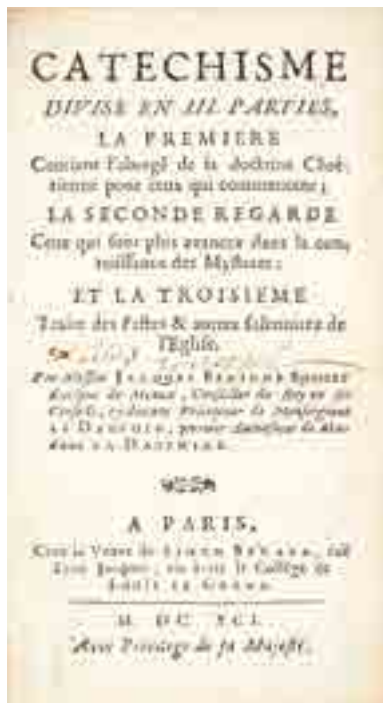 CATECHISME
DIVISE EN III PARTIES,
LA PREMIERE
Contient l'abregé de la doctrine Chré-
tienne pour ceux qui commencent;
LA SECONDE REGARDE
Ceux qui sont plus avancez dans la con-
noissance des Mysteres:
ET LA TROISIEME
Traite des Festes & autres solennitez de
l'Eglise.
Par Messire JACQUES BENIGNE BOSSUET
Evesque de Meaux, Conseiller du Roy en ses
Conseils, cy-devant Precepteur de Monseigneur
LE DAUPHIN, premier Aumosnier de Ma-
dame LA DAUPHINE.
A PARIS,
Chez la Veuve de SIMON BENARD, ruë
Saint Jacques, vis-à-vis le College de
LOUIS LE GRAND.
M. DC. XCI.
Avec Privilege de sa Majesté.